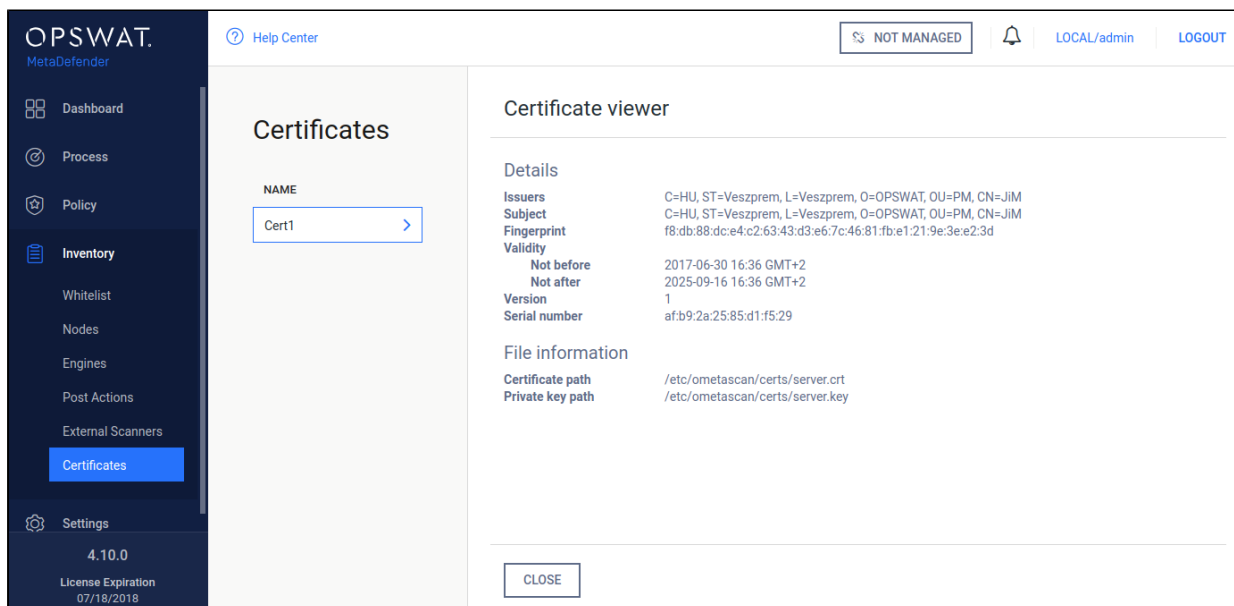 OPSWAT.
MetaDefender
Dashboard
Process
Policy
Inventory
Whitelist
Nodes
Engines
Post Actions
External Scanners
Certificates
Settings
4.10.0
License Expiration
07/18/2018
Help Center
NOT MANAGED
LOCAL/admin
LOGOUT
Certificates
NAME
Cert1
Certificate viewer
Details
Issuers C=HU, ST=Veszprem, L=Veszprem, O=OPSWAT, OU=PM, CN=JiM
Subject C=HU, ST=Veszprem, L=Veszprem, O=OPSWAT, OU=PM, CN=JiM
Fingerprint f8:db:88:dc:e4:c2:63:43:d3:e6:7c:46:81:fb:e1:21:9e:3e:e2:3d
Validity
Not before 2017-06-30 16:36 GMT+2
Not after 2025-09-16 16:36 GMT+2
Version 1
Serial number af:b9:2a:25:85:d1:f5:29
File information
Certificate path /etc/ometascan/certs/server.crt
Private key path /etc/ometascan/certs/server.key
CLOSE